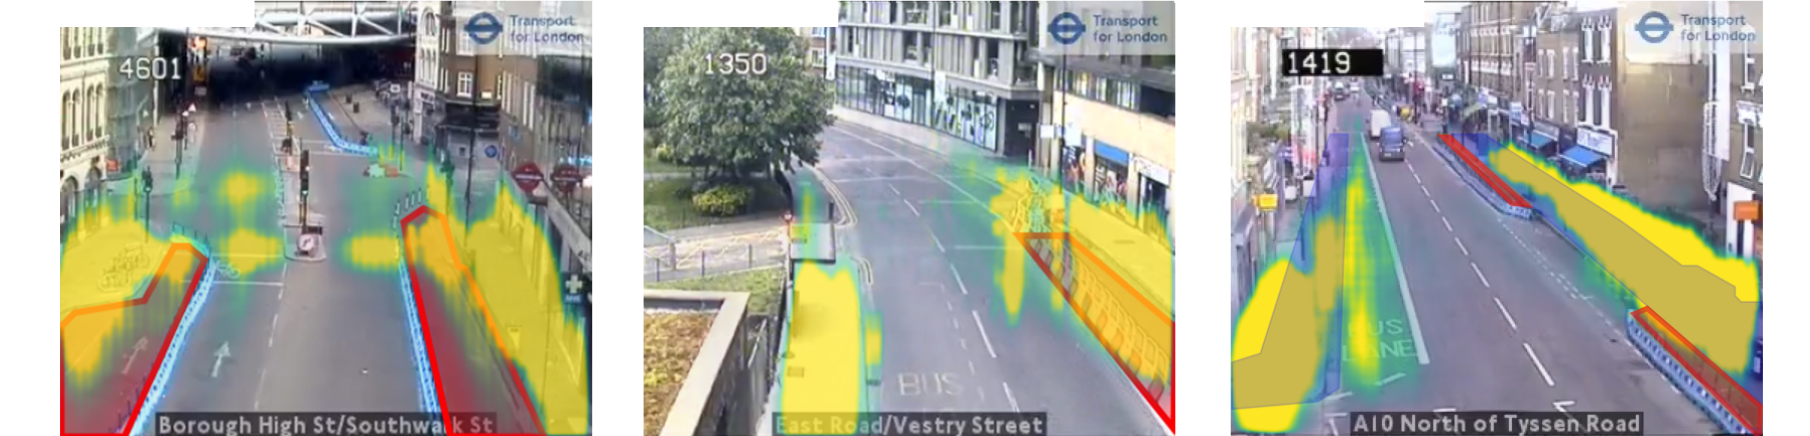 Transport
for London
4601
Borough High St/Southwark St
Transport
for London
1350
BUS
East Road/Vestry Street
Transport
for London
1419
BUS
LANE
A10 North of Tyssen Road